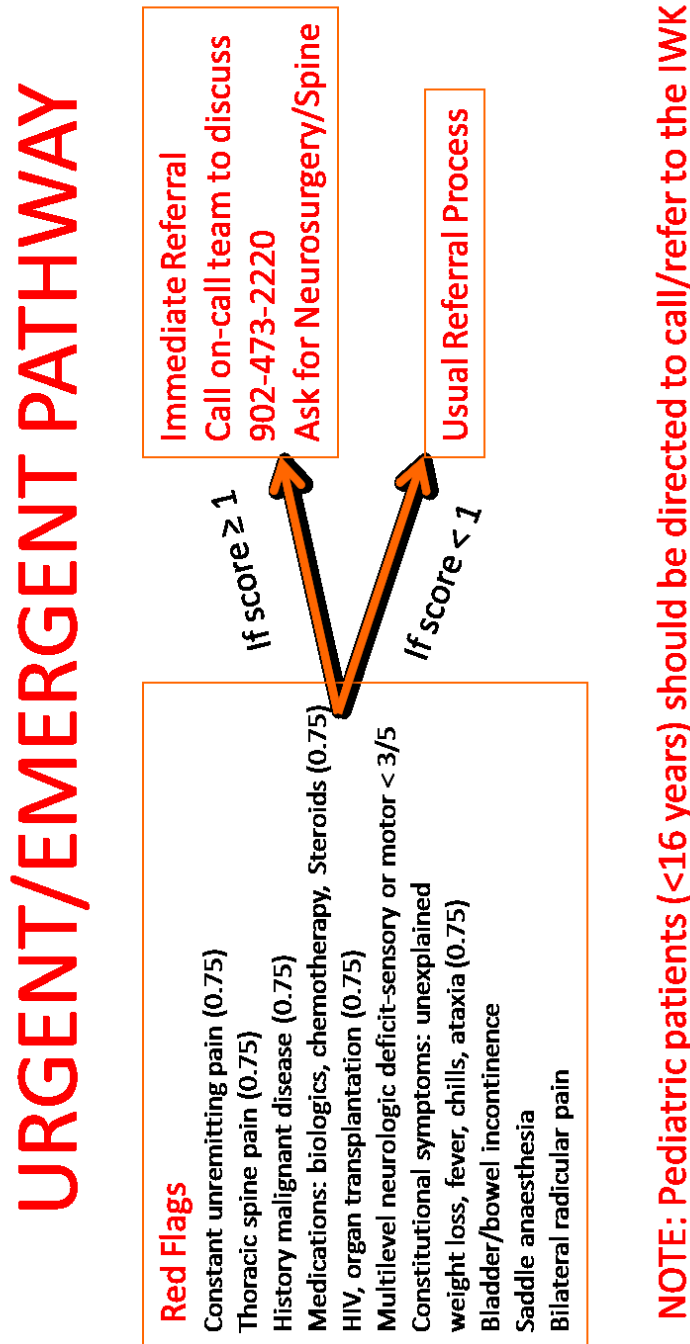 URGENT/EMERGENT PATHWAY
Red Flags
Constant unremitting pain (0.75)
Thoracic spine pain (0.75)
History malignant disease (0.75)
Medications: biologics, chemotherapy, Steroids (0.75)
HIV, organ transplantation (0.75)
Multilevel neurologic deficit-sensory or motor < 3/5
Constitutional symptoms: unexplained
weight loss, fever, chills, ataxia (0.75)
Bladder/bowel incontinence
Saddle anaesthesia
Bilateral radicular pain
If score ≥ 1
If score < 1
Immediate Referral
Call on-call team to discuss
902-473-2220
Ask for Neurosurgery/Spine
Usual Referral Process
NOTE: Pediatric patients (<16 years) should be directed to call/refer to the IWK